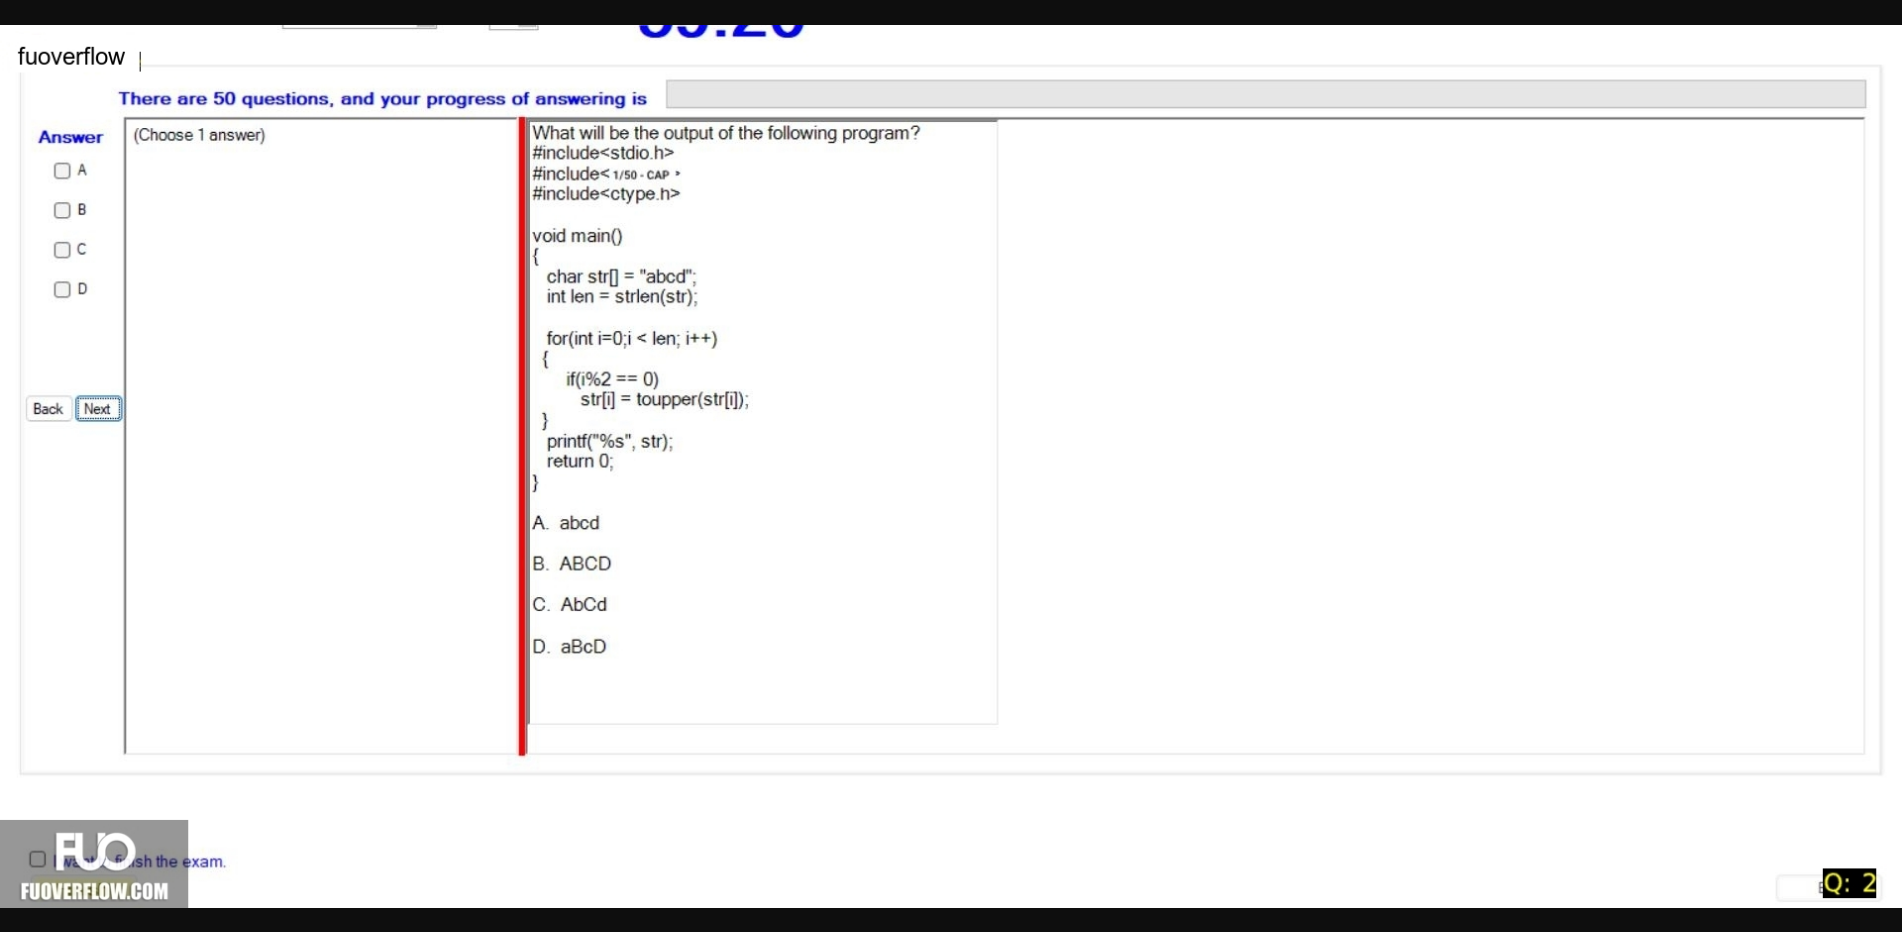 fuoverflow
There are 50 questions, and your progress of answering is
Answer
(Choose 1 answer)
A
B
C
D
Back
Next
What will be the output of the following program?
#include<stdio.h>
#include< 1/50 - CAP >
#include<ctype.h>
void main()
{
char str[] = "abcd";
int len = strlen(str);
for(int i=0;i < len; i++)
{
if(i%2 == 0)
str[i] = toupper(str[i]);
}
printf("%s", str);
return 0;
}
A. abcd
B. ABCD
C. AbCd
D. aBcD
FUO
the exam.
FUOVERFLOW.COM
Q: 2